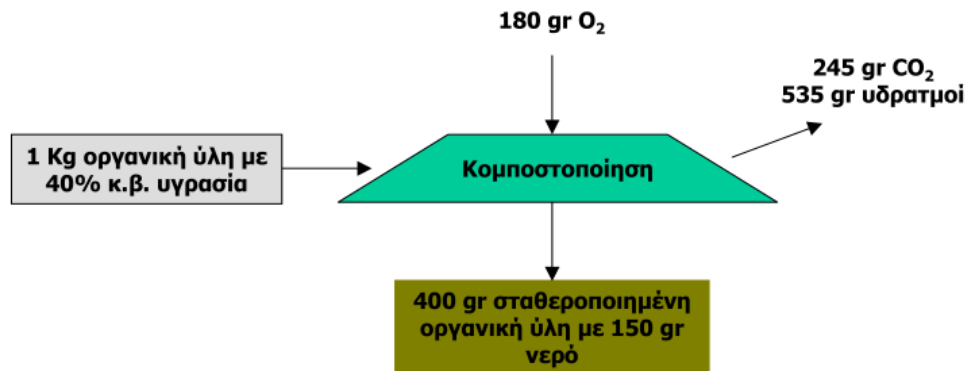 180 gr O₂
245 gr CO₂
535 gr υδρατμοί
1 Kg οργανική ύλη με
40% κ.β. υγρασία
Κομποστοποίηση
400 gr σταθεροποιημένη
οργανική ύλη με 150 gr
νερό